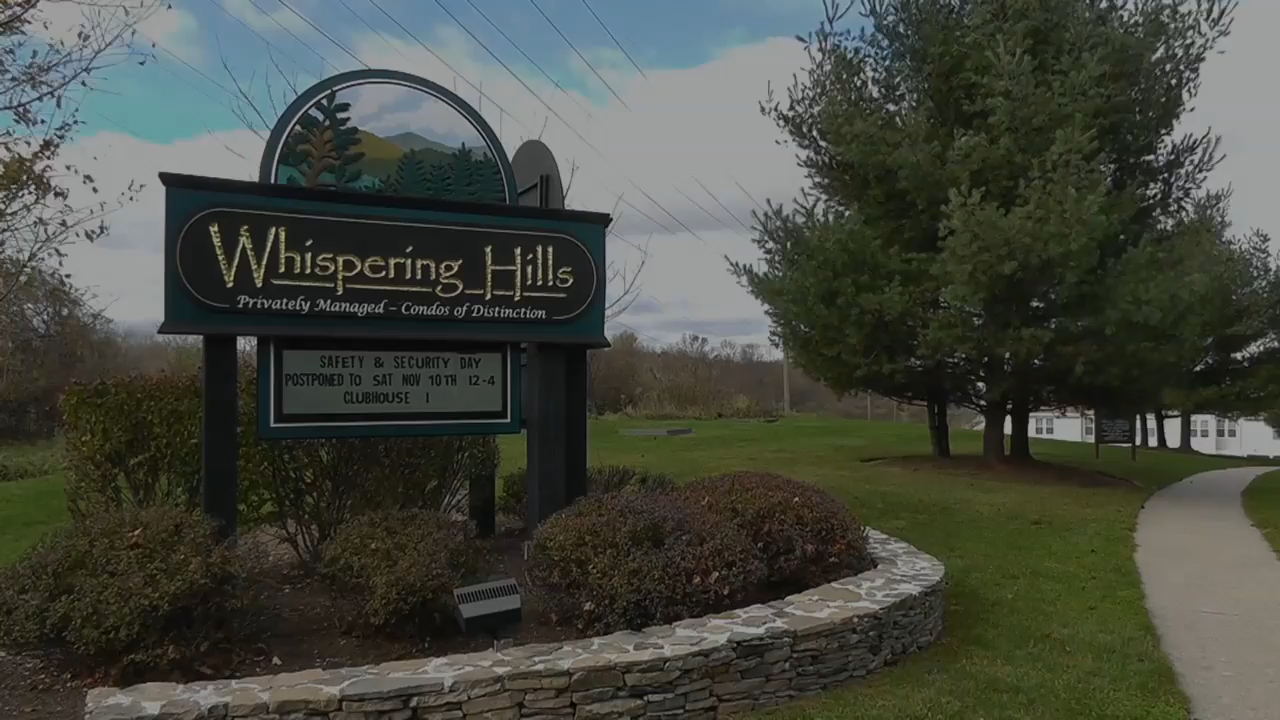 Whispering Hills
Privately Managed – Condos of Distinction
SAFETY & SECURITY DAY
POSTPONED TO SAT NOV 10TH 12-4
CLUBHOUSE 1